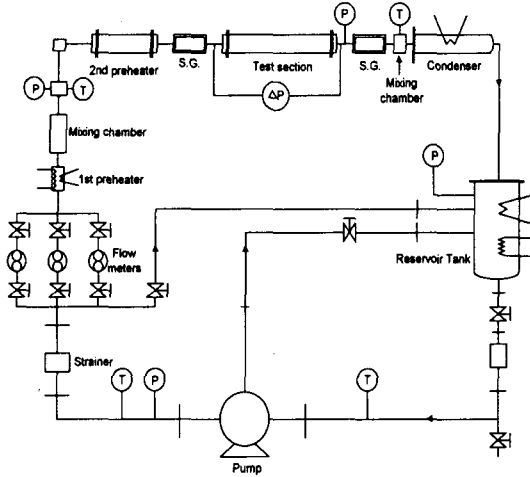 P
T
2nd preheater
S.G.
Test section
S.G.
Mixing
chamber
Condenser
ΔP
P
T
Mixing chamber
1st preheater
P
Flow
meters
Reservoir Tank
Strainer
T
P
T
Pump